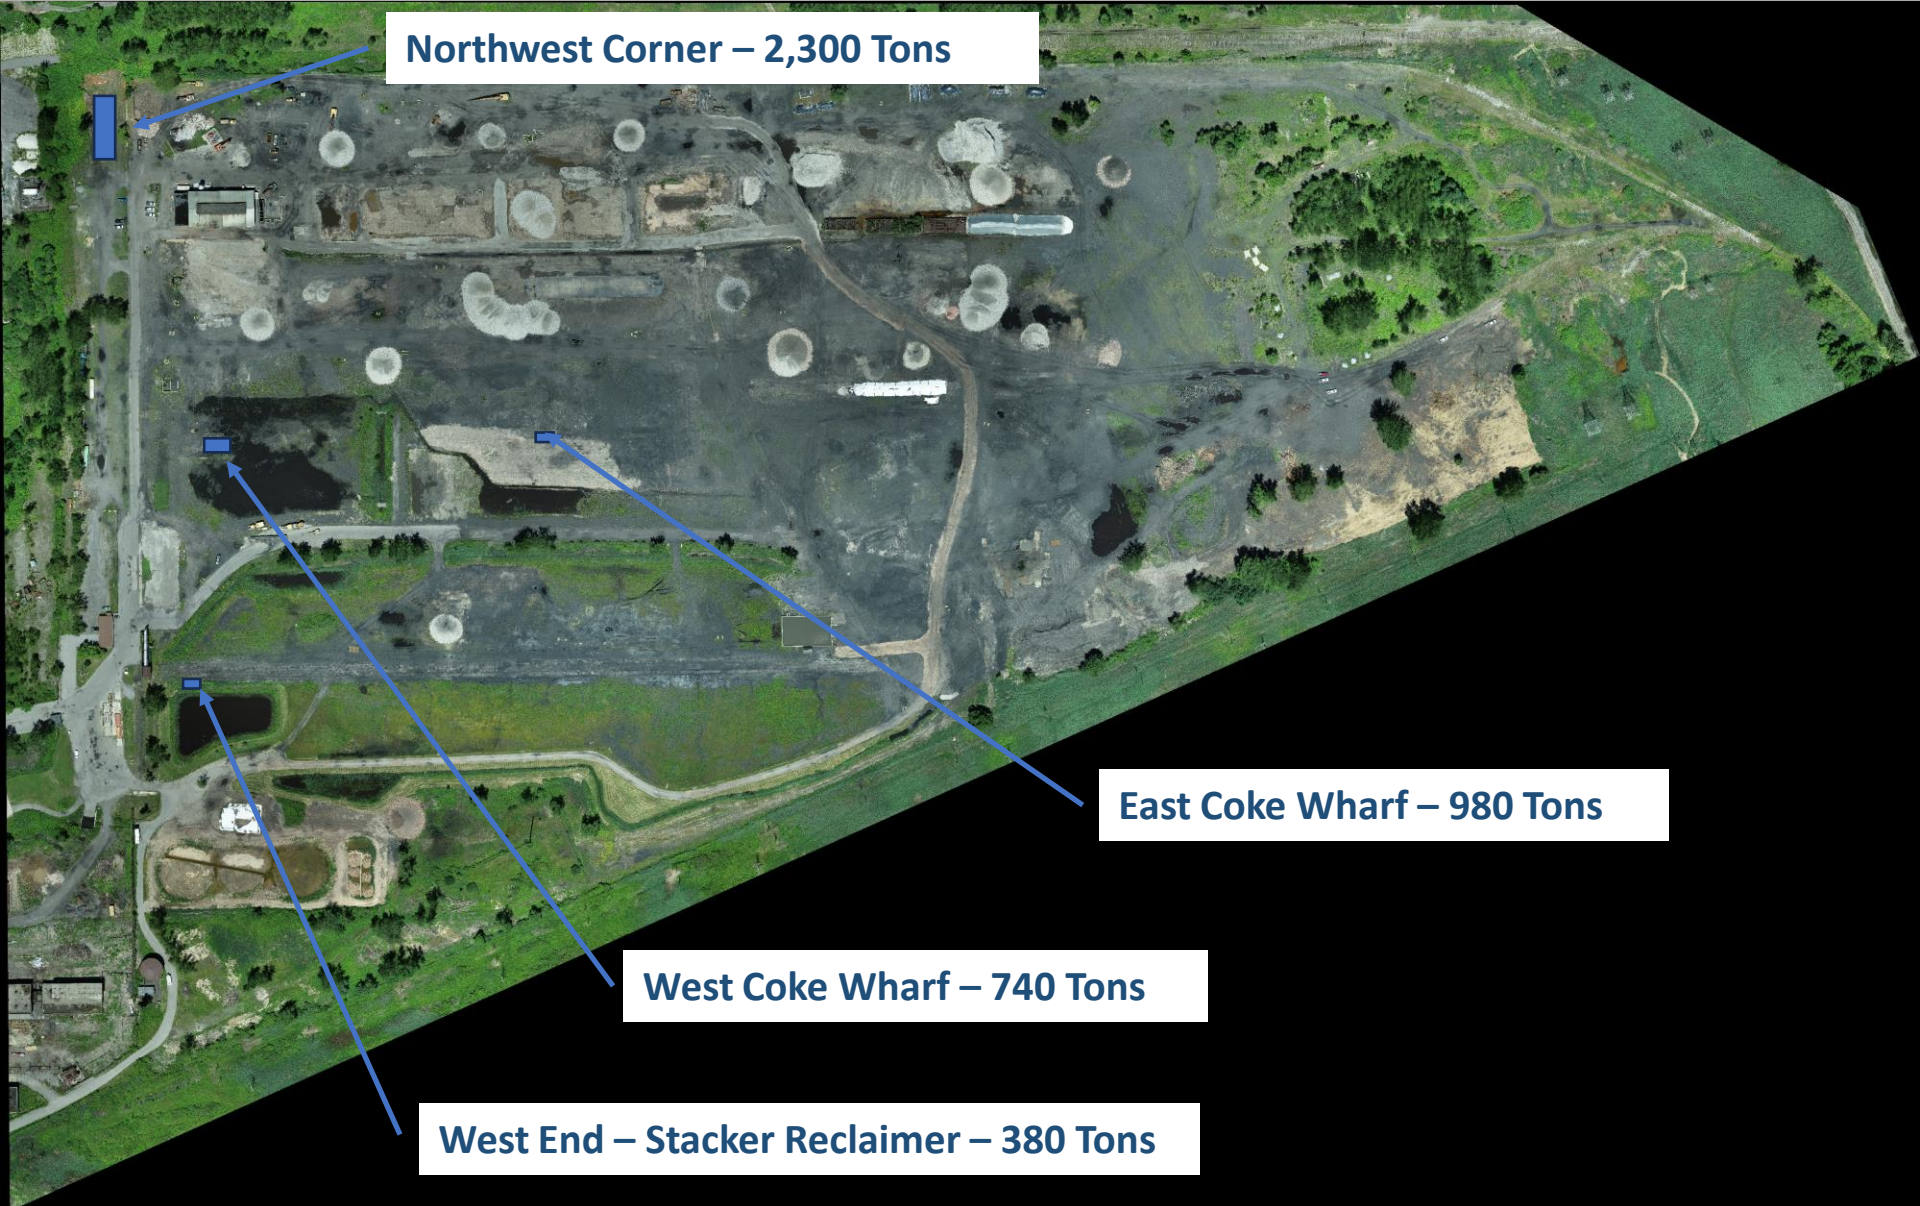 Northwest Corner – 2,300 Tons
East Coke Wharf – 980 Tons
West Coke Wharf – 740 Tons
West End – Stacker Reclaimer – 380 Tons